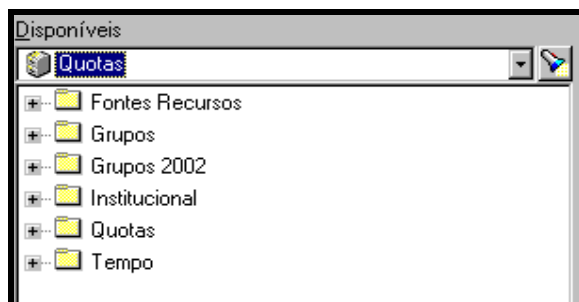 Disponíveis
Quotas
Fontes Recursos
Grupos
Grupos 2002
Institucional
Quotas
Tempo